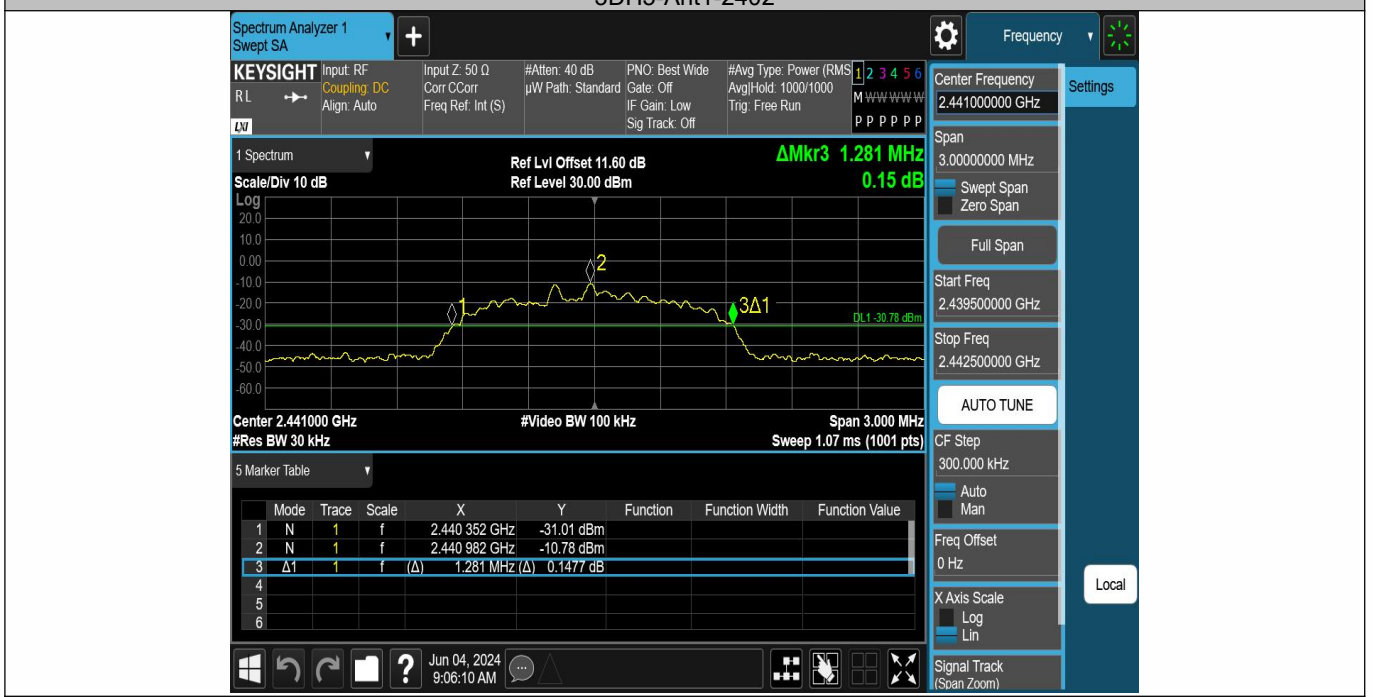 3DH5-Ant1-2402
Spectrum Analyzer 1
Swept SA
Frequency
KEYSIGHT
RL
LXI
Input: RF
Coupling: DC
Align: Auto
Input Z: 50 Ω
Corr CCorr
Freq Ref: Int (S)
#Atten: 40 dB
µW Path: Standard
PNO: Best Wide
Gate: Off
IF Gain: Low
Sig Track: Off
#Avg Type: Power (RMS
Avg|Hold: 1000/1000
Trig: Free Run
1 2 3 4 5 6
M W W W W W
P P P P P P
1 Spectrum
Scale/Div 10 dB
Ref Lvl Offset 11.60 dB
Ref Level 30.00 dBm
ΔMkr3 1.281 MHz
0.15 dB
Log
20.0
10.0
0.00
-10.0
-20.0
-30.0
-40.0
-50.0
-60.0
1
2
3Δ1
DL1 -30.78 dBm
Center 2.441000 GHz
#Video BW 100 kHz
Span 3.000 MHz
#Res BW 30 kHz
Sweep 1.07 ms (1001 pts)
5 Marker Table
Mode Trace Scale X Y Function Function Width Function Value
1 N 1 f 2.440 352 GHz -31.01 dBm
2 N 1 f 2.440 982 GHz -10.78 dBm
3 Δ1 1 f (Δ) 1.281 MHz (Δ) 0.1477 dB
4
5
6
Jun 04, 2024
9:06:10 AM
Center Frequency
2.441000000 GHz
Settings
Span
3.00000000 MHz
Swept Span
Zero Span
Full Span
Start Freq
2.439500000 GHz
Stop Freq
2.442500000 GHz
AUTO TUNE
CF Step
300.000 kHz
Auto
Man
Freq Offset
0 Hz
X Axis Scale
Log
Lin
Local
Signal Track
(Span Zoom)